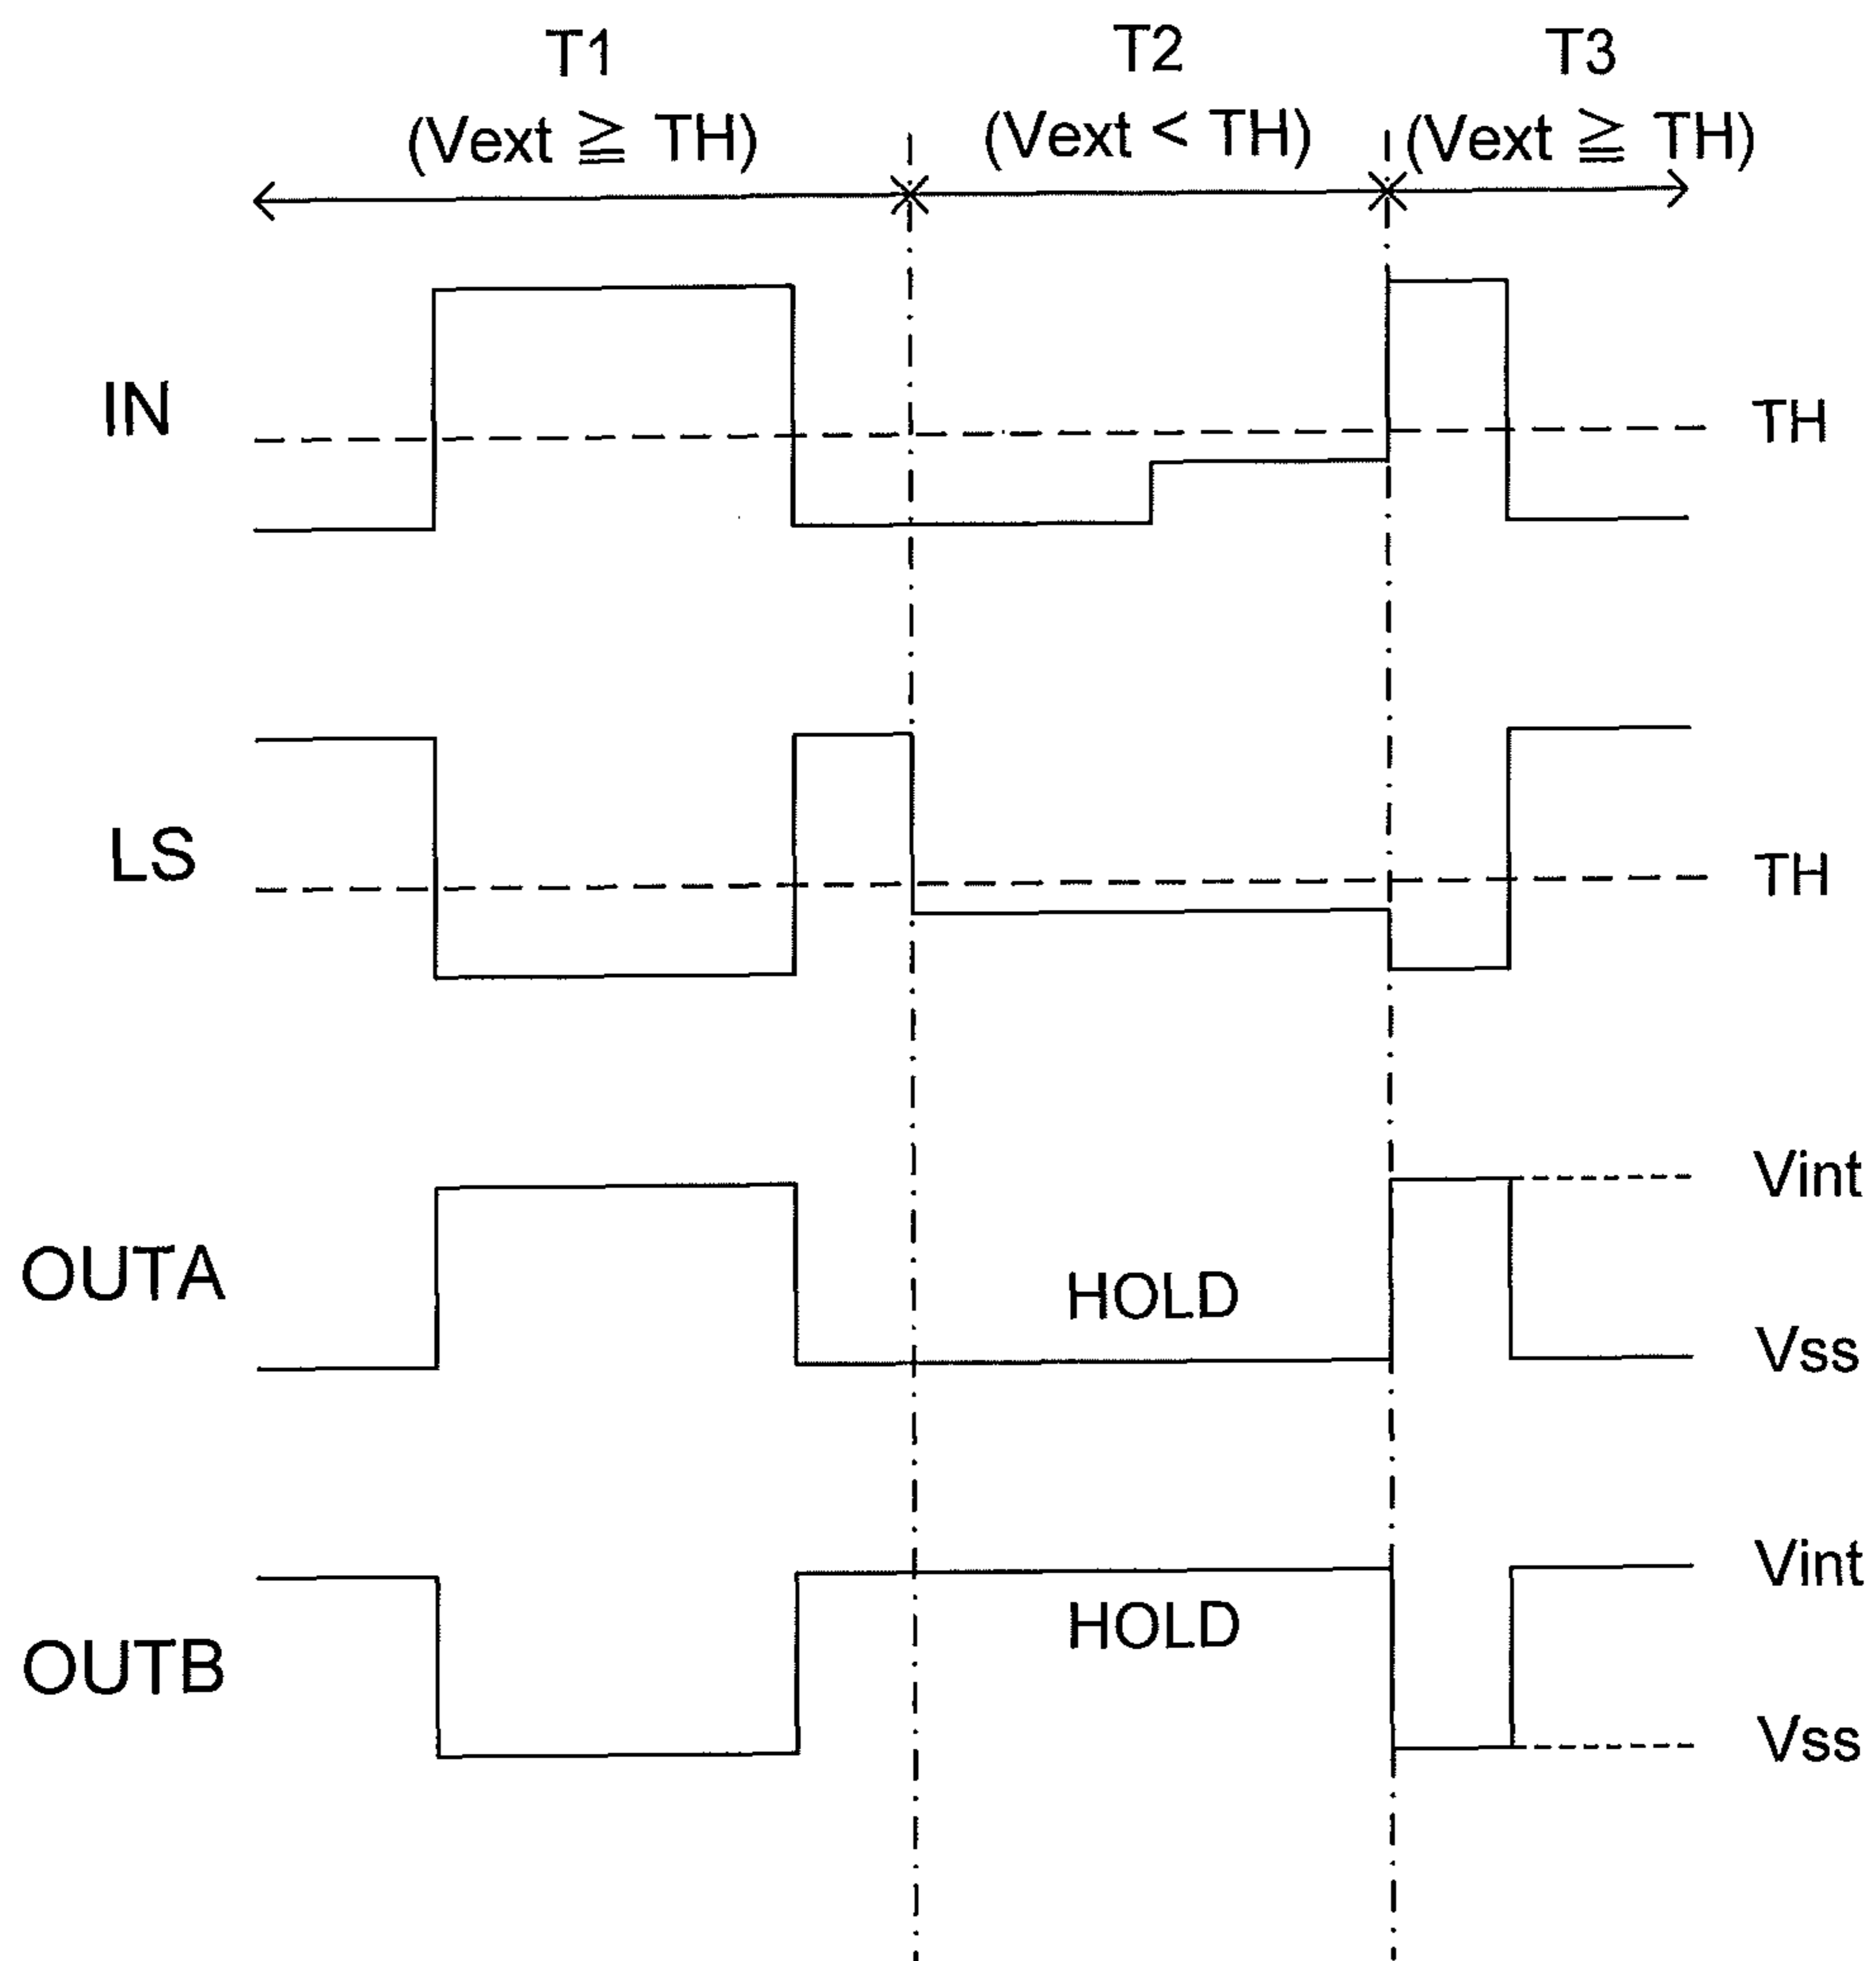 T1 T2 T3
(Vext ≧ TH) (Vext < TH) (Vext ≧ TH)
IN TH
LS TH
Vint
OUTA HOLD
Vss
Vint
HOLD
OUTB
Vss